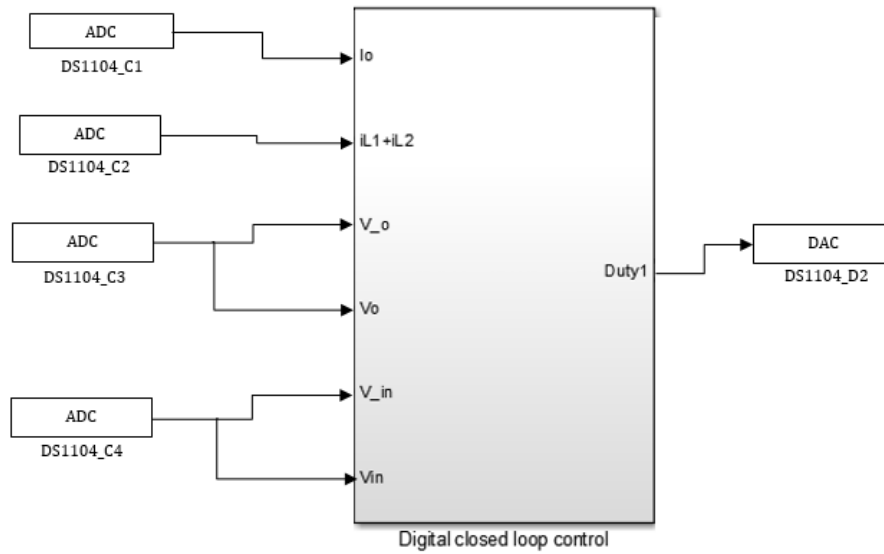 ADC
DS1104_C1
Io
ADC
DS1104_C2
iL1+iL2
ADC
DS1104_C3
V_o
Vo
Duty1
DAC
DS1104_D2
ADC
DS1104_C4
V_in
Vin
Digital closed loop control